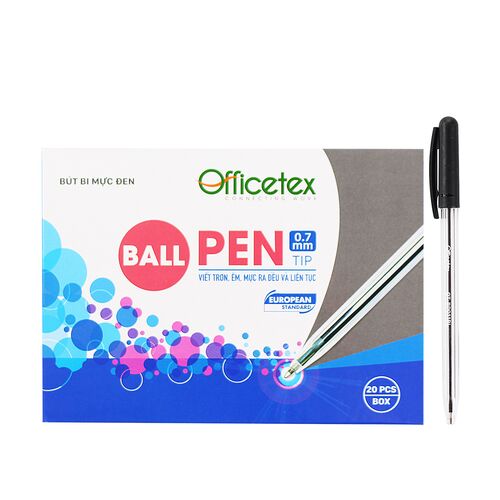 BÚT BI MỰC ĐEN
Officetex
CONNECTING WORK
BALL PEN
0.7 mm
TIP
VIẾT TRƠN, ÊM, MỰC RA ĐỀU VÀ LIÊN TỤC
EUROPEAN
STANDARD
20 PCS
BOX